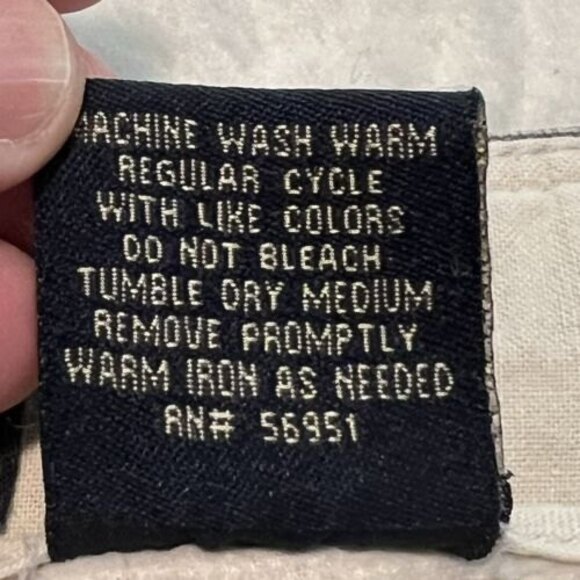 MACHINE WASH WARM
REGULAR CYCLE
WITH LIKE COLORS
DO NOT BLEACH
TUMBLE DRY MEDIUM
REMOVE PROMPTLY
WARM IRON AS NEEDED
RN# 56951